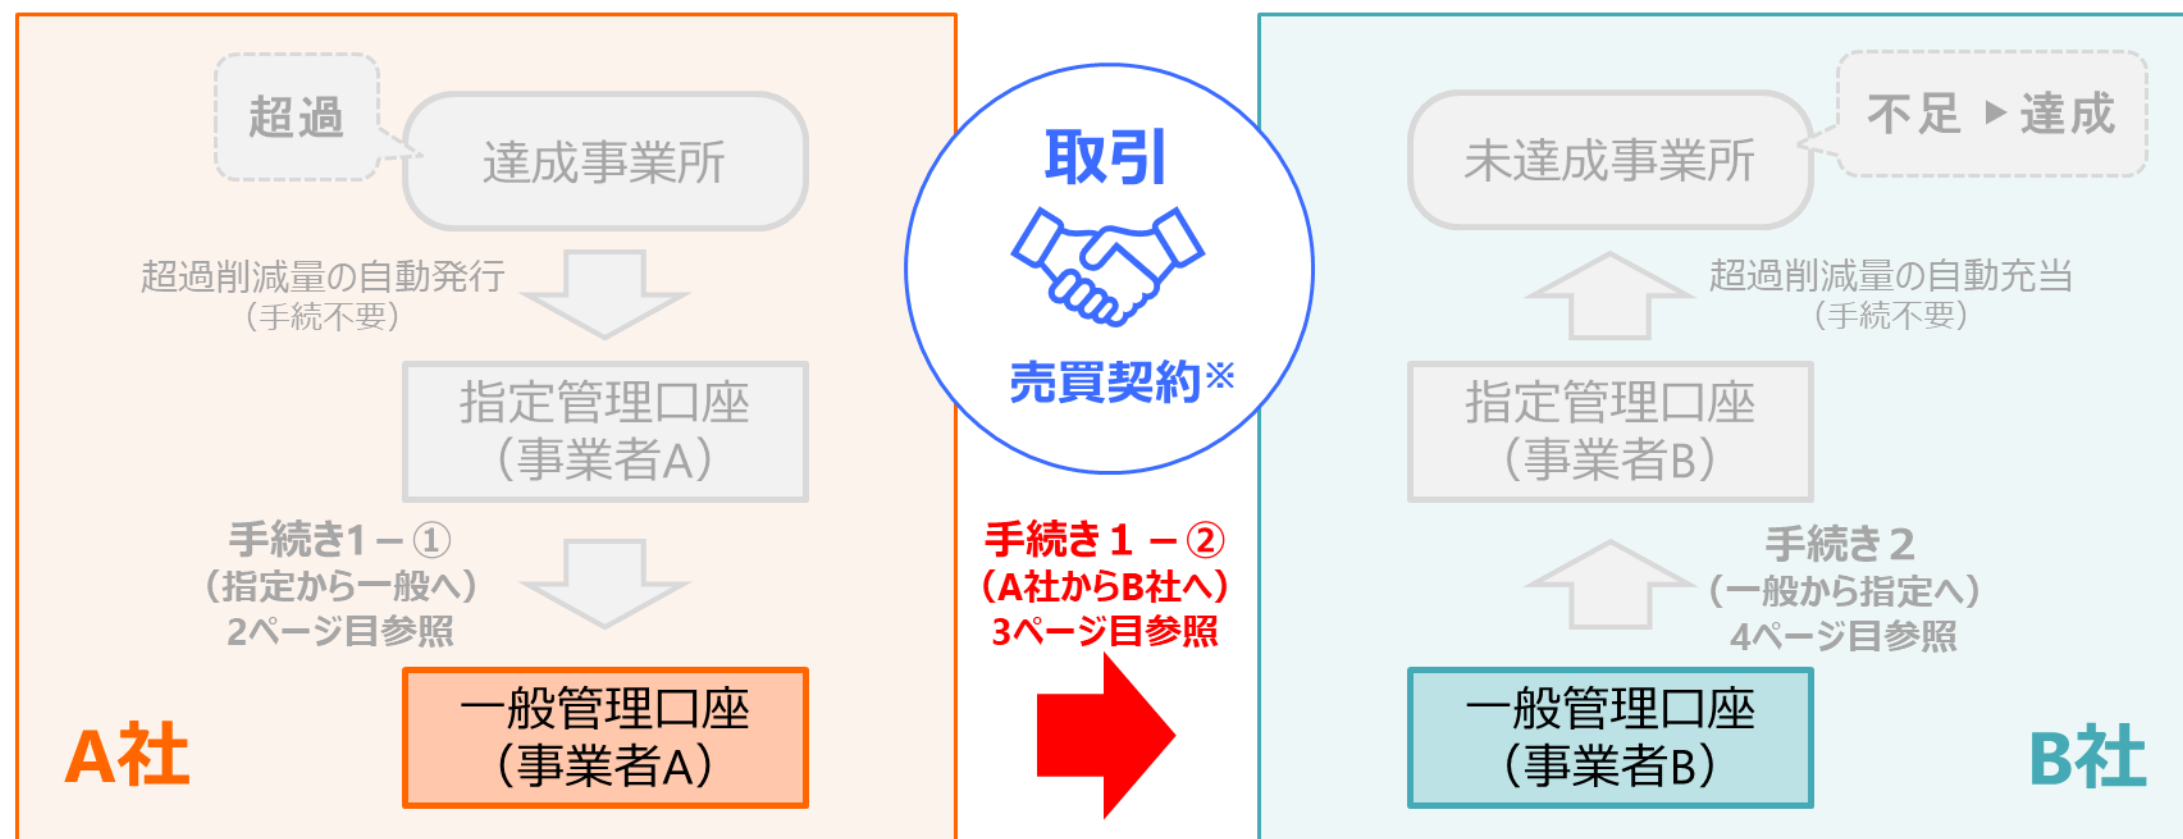 超過
達成事業所
超過削減量の自動発行
（手続不要）
指定管理口座
（事業者A）
手続き1－①
（指定から一般へ）
2ページ目参照
一般管理口座
（事業者A）
A社
取引
売買契約※
手続き１－②
（A社からB社へ）
3ページ目参照
不足▶達成
未達成事業所
超過削減量の自動充当
（手続不要）
指定管理口座
（事業者B）
手続き２
（一般から指定へ）
4ページ目参照
一般管理口座
（事業者B）
B社